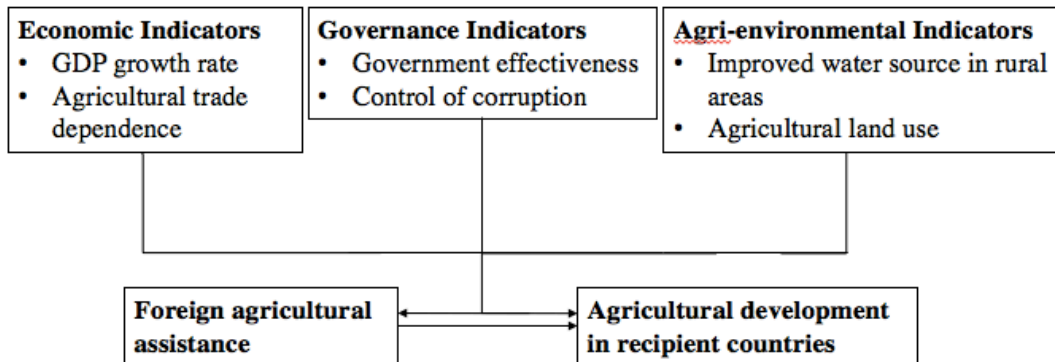 Economic Indicators
• GDP growth rate
• Agricultural trade
dependence
Governance Indicators
• Government effectiveness
• Control of corruption
Agri-environmental Indicators
• Improved water source in rural
areas
• Agricultural land use
Foreign agricultural
assistance
Agricultural development
in recipient countries